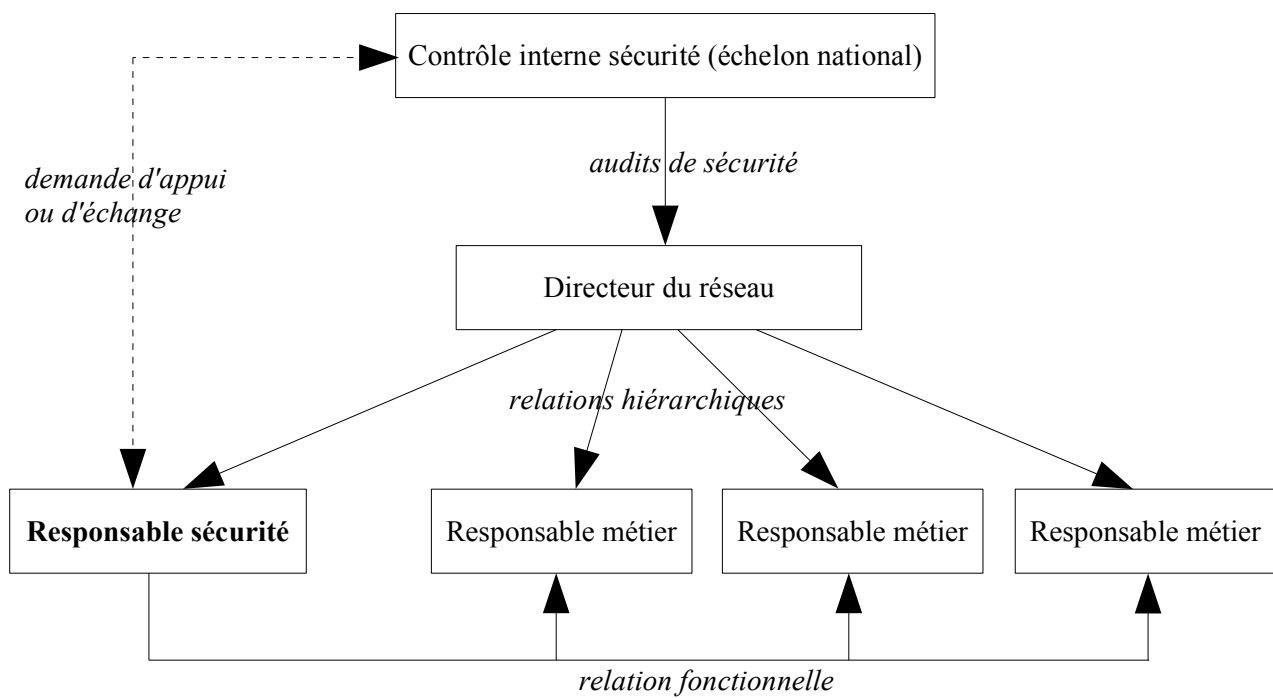 Contrôle interne sécurité (échelon national)
audits de sécurité
demande d'appui
ou d'échange
Directeur du réseau
relations hiérarchiques
Responsable sécurité
Responsable métier
Responsable métier
Responsable métier
relation fonctionnelle